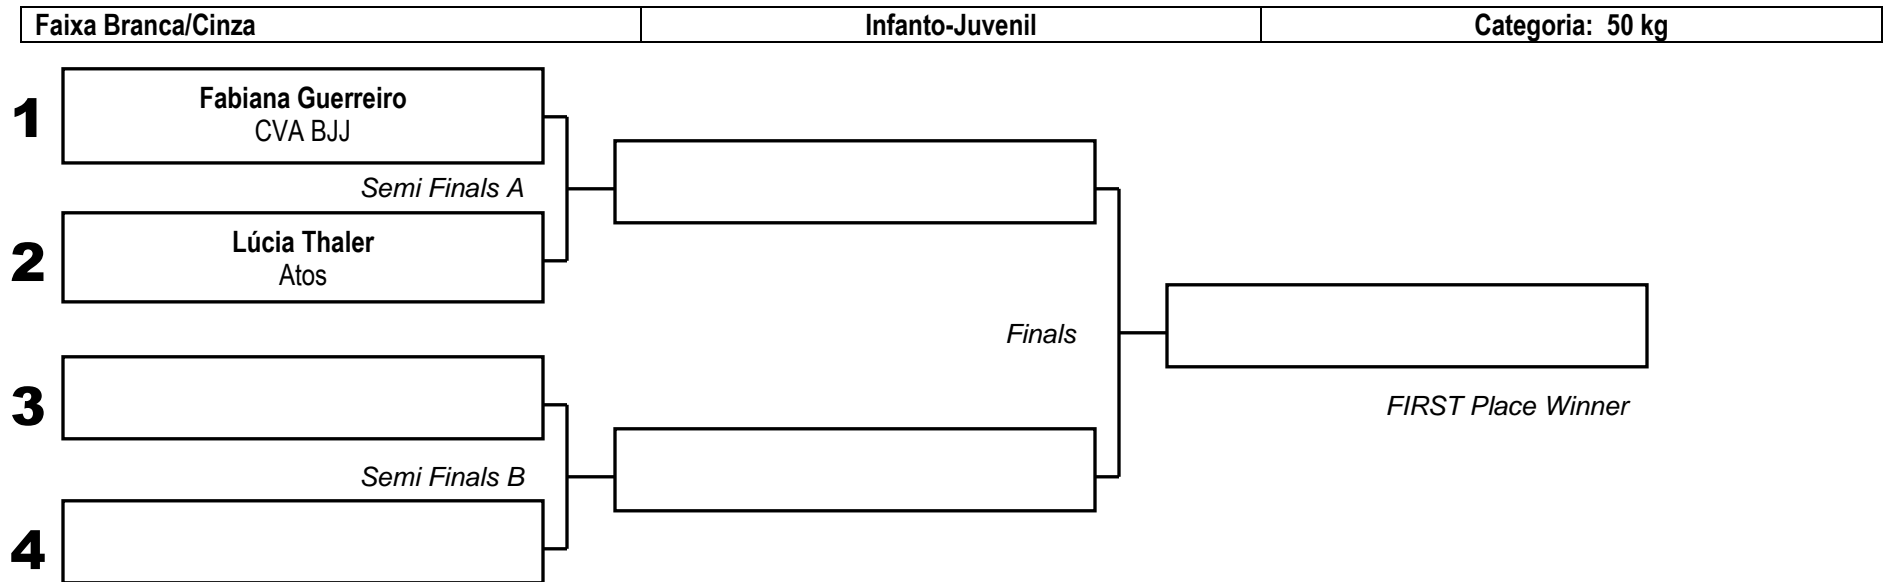 Faixa Branca/Cinza
Infanto-Juvenil
Categoria: 50 kg
1
Fabiana Guerreiro
CVA BJJ
Semi Finals A
2
Lúcia Thaler
Atos
Finals
FIRST Place Winner
3
Semi Finals B
4